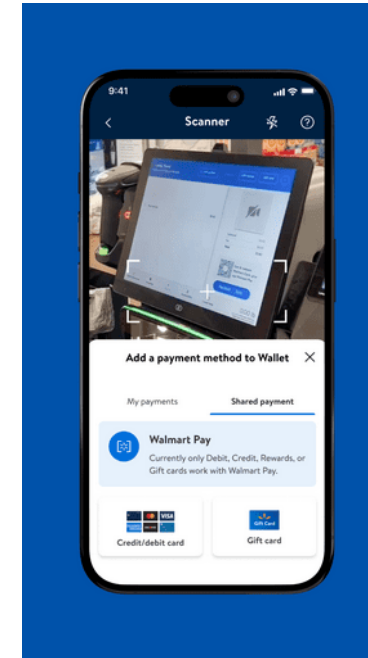 9:41
Scanner
Add a payment method to Wallet
My payments
Shared payment
Walmart Pay
Currently only Debit, Credit, Rewards, or
Gift cards work with Walmart Pay.
VISA
Gift Card
Credit/debit card
Gift card